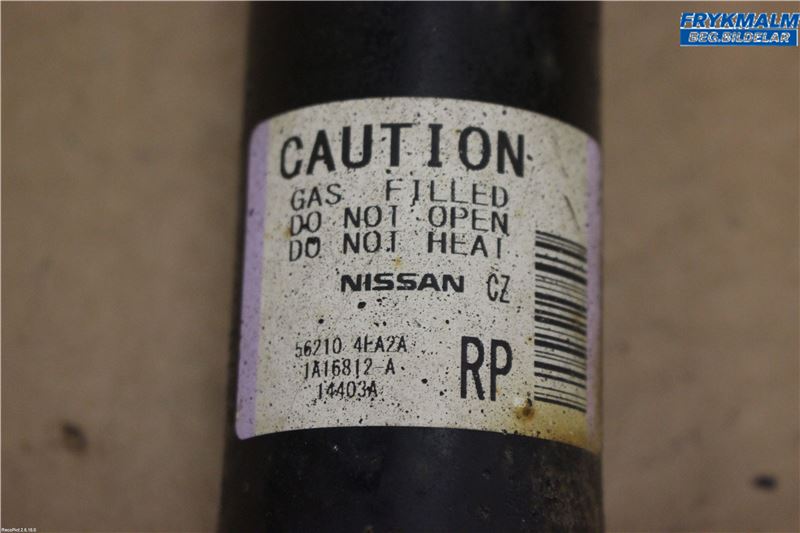 FRYKMALM
BEG.BILDELAR
CAUTION
GAS FILLED
DO NOT OPEN
DO NOT HEAT
NISSAN CZ
56210 4EA2A
1A16812-A
14403A
RP